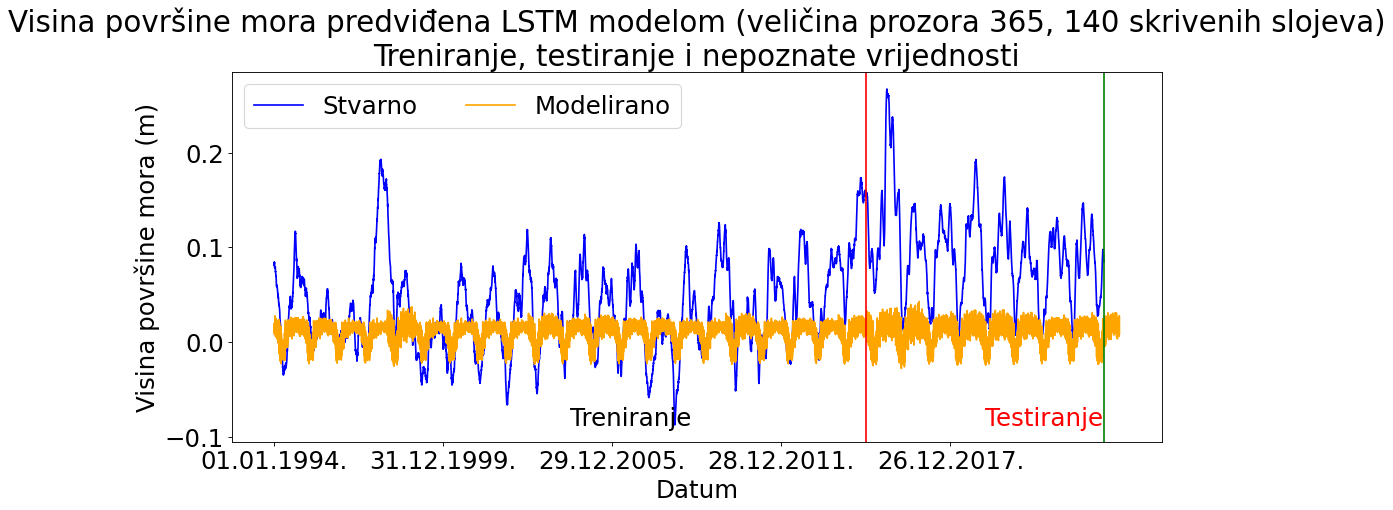 Visina površine mora predviđena LSTM modelom (veličina prozora 365, 140 skrivenih slojeva)
Treniranje, testiranje i nepoznate vrijednosti
Stvarno Modelirano
Visina površine mora (m)
0.2
0.1
0.0
−0.1
Treniranje Testiranje
01.01.1994. 31.12.1999. 29.12.2005. 28.12.2011. 26.12.2017.
Datum